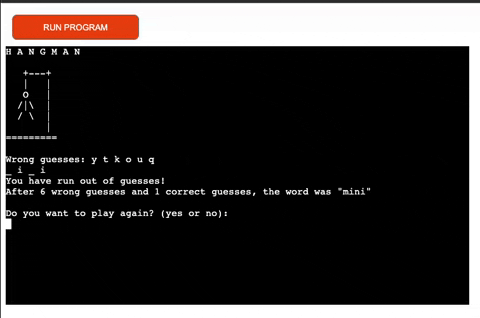 RUN PROGRAM
H A N G M A N
+---+
|   |
O   |
/|\  |
/ \  |
|
=========
Wrong guesses: y t k o u q
_ i _ i
You have run out of guesses!
After 6 wrong guesses and 1 correct guesses, the word was "mini"
Do you want to play again? (yes or no):